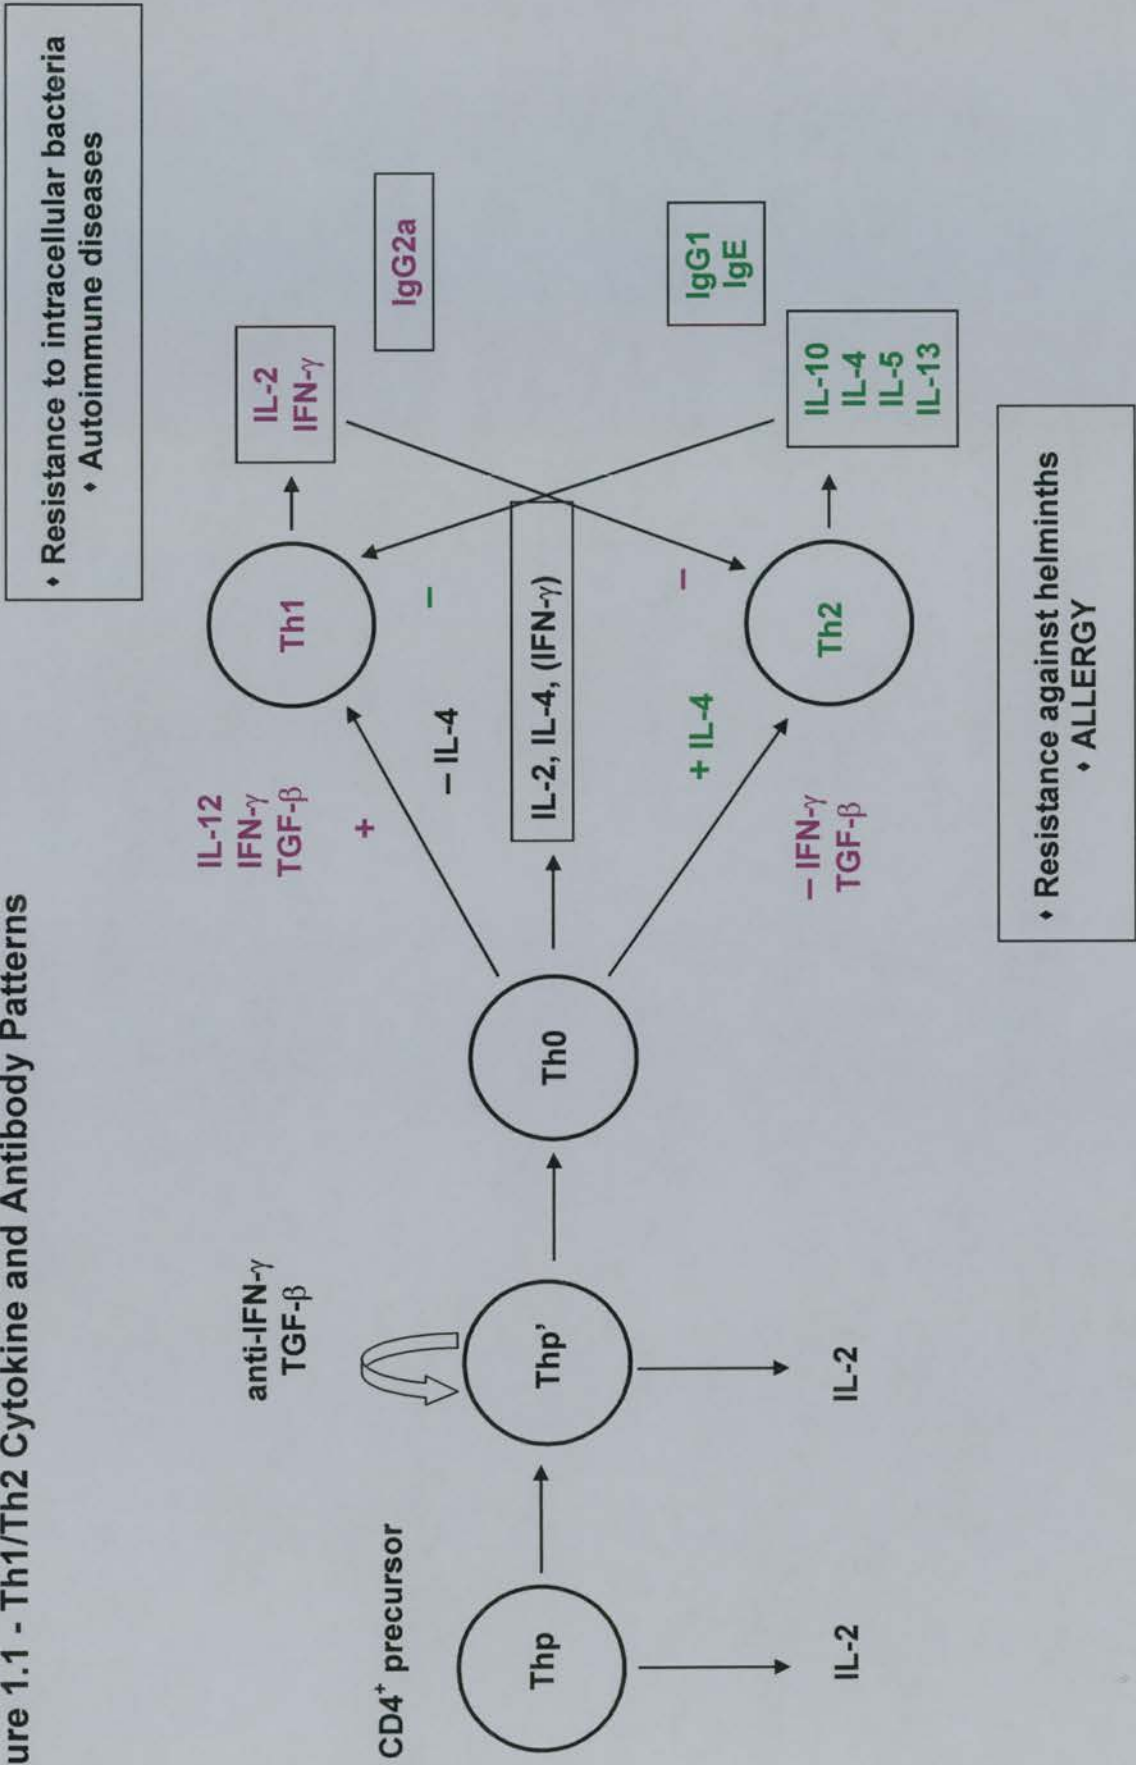 ure 1.1 - Th1/Th2 Cytokine and Antibody Patterns
♦ Resistance to intracellular bacteria
♦ Autoimmune diseases
CD4⁺ precursor
Thp
IL-2
anti-IFN-γ
TGF-β
Thp’
IL-2
Th0
IL-12
IFN-γ
TGF-β
+
– IL-4
–
Th1
IL-2
IFN-γ
IgG2a
IL-2, IL-4, (IFN-γ)
+ IL-4
–
– IFN-γ
TGF-β
Th2
IgG1
IgE
IL-10
IL-4
IL-5
IL-13
♦ Resistance against helminths
♦ ALLERGY